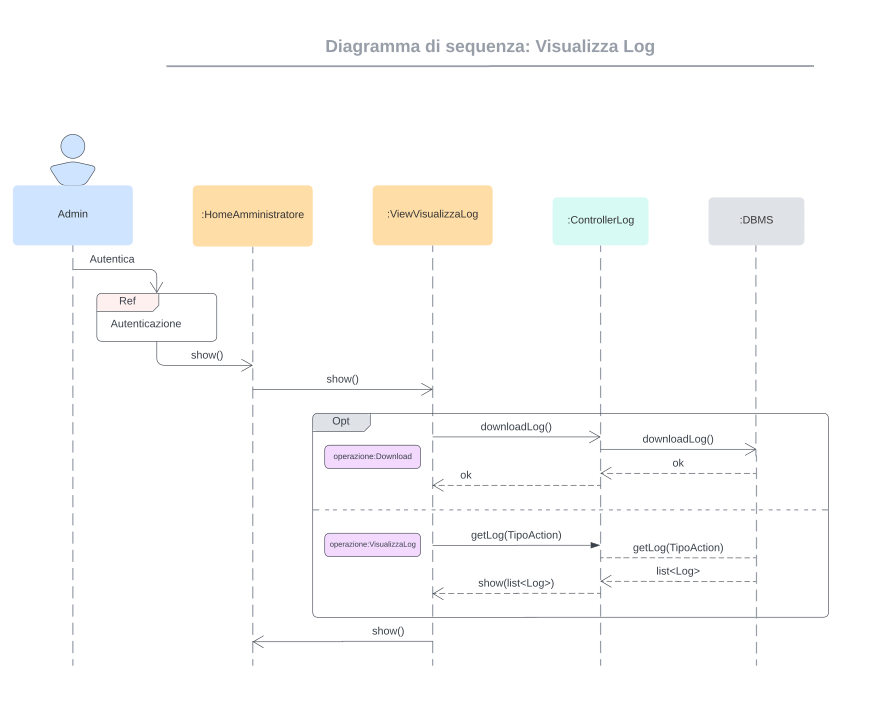 Diagramma di sequenza: Visualizza Log
Admin
:HomeAmministratore
:ViewVisualizzaLog
:ControllerLog
:DBMS
Autentica
Ref
Autenticazione
show()
show()
Opt
downloadLog()
downloadLog()
operazione:Download
ok
ok
getLog(TipoAction)
operazione:VisualizzaLog
getLog(TipoAction)
list<Log>
show(list<Log>)
show()